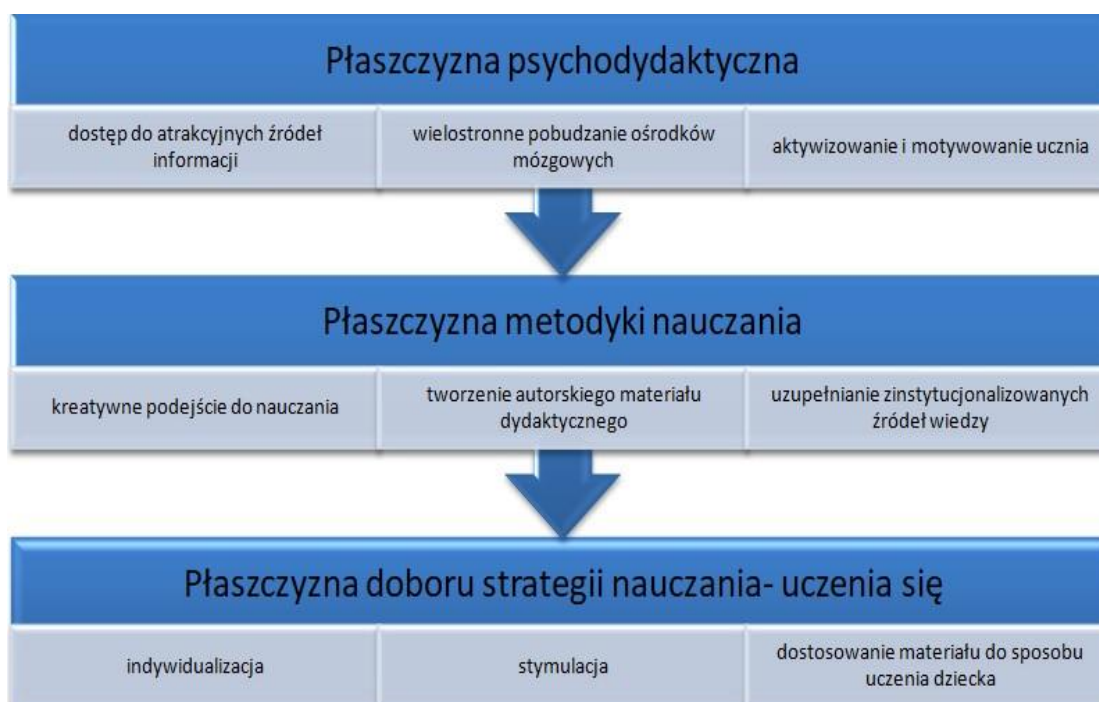 Płaszczyzna psychodydaktyczna
dostęp do atrakcyjnych źródeł
informacji
wielostronne pobudzanie ośrodków
mózgowych
aktywizowanie i motywowanie ucznia
Płaszczyzna metodyki nauczania
kreatywne podejście do nauczania
tworzenie autorskiego materiału
dydaktycznego
uzupełnianie zinstytucjonalizowanych
źródeł wiedzy
Płaszczyzna doboru strategii nauczania- uczenia się
indywidualizacja
stymulacja
dostosowanie materiału do sposobu
uczenia dziecka